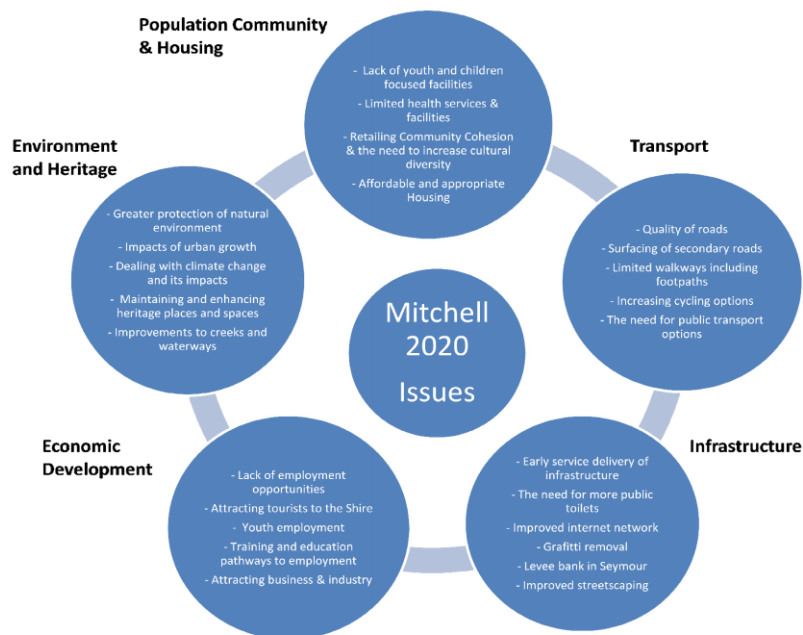 Population Community
& Housing
- Lack of youth and children
focused facilities
- Limited health services &
facilities
- Retailing Community Cohesion
& the need to increase cultural
diversity
- Affordable and appropriate
Housing
Environment
and Heritage
- Greater protection of natural
environment
- Impacts of urban growth
- Dealing with climate change
and its impacts
- Maintaining and enhancing
heritage places and spaces
- Improvements to creeks and
waterways
Transport
- Quality of roads
- Surfacing of secondary roads
- Limited walkways including
footpaths
- Increasing cycling options
- The need for public transport
options
Mitchell
2020
Issues
Economic
Development
- Lack of employment
opportunities
- Attracting tourists to the Shire
- Youth employment
- Training and education
pathways to employment
- Attracting business & industry
Infrastructure
- Early service delivery of
infrastructure
- The need for more public
toilets
- Improved internet network
- Grafitti removal
- Levee bank in Seymour
- Improved streetscaping